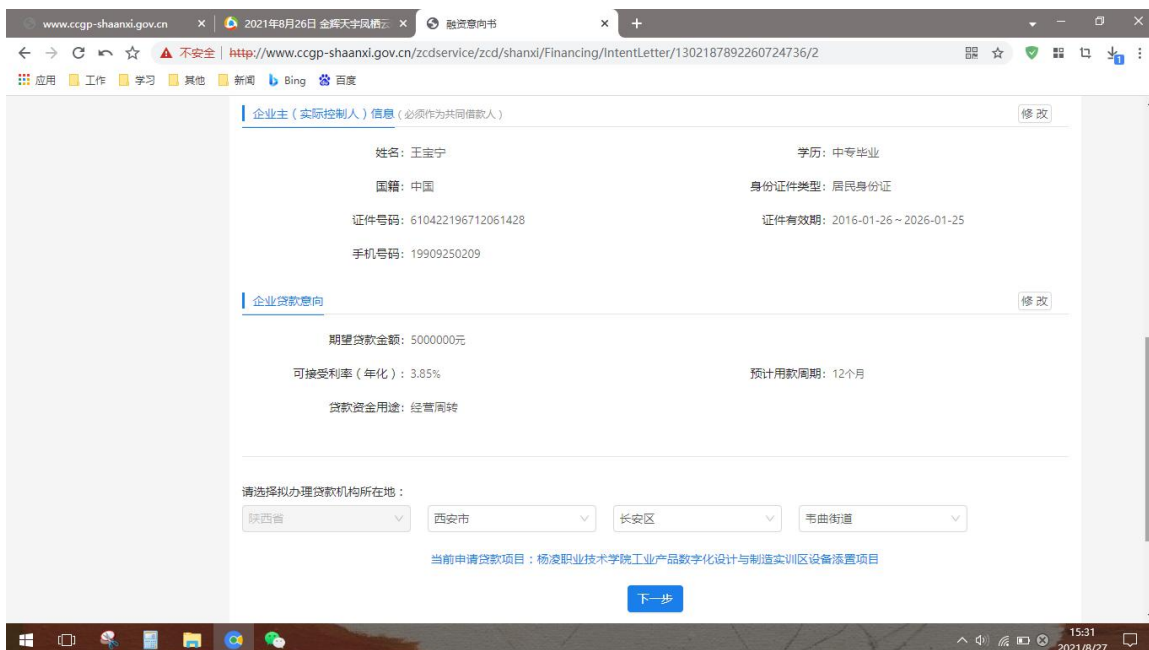 www.ccgp-shaanxi.gov.cn
2021年8月26日 金辉天宇凤栖云
融资意向书
不安全 http://www.ccgp-shaanxi.gov.cn/zcdservice/zcd/shanxi/Financing/IntentLetter/1302187892260724736/2
应用 工作 学习 其他 新闻 Bing 百度
企业主（实际控制人）信息（必须作为共同借款人） 修改
姓名：王宝宁 学历：中专毕业
国籍：中国 身份证件类型：居民身份证
证件号码：610422196712061428 证件有效期：2016-01-26～2026-01-25
手机号码：19909250209
企业贷款意向 修改
期望贷款金额：5000000元
可接受利率（年化）：3.85% 预计用款周期：12个月
贷款资金用途：经营周转
请选择拟办理贷款机构所在地：
陕西省 西安市 长安区 韦曲街道
当前申请贷款项目：杨凌职业技术学院工业产品数字化设计与制造实训区设备添置项目
下一步
15:31
2021/8/27